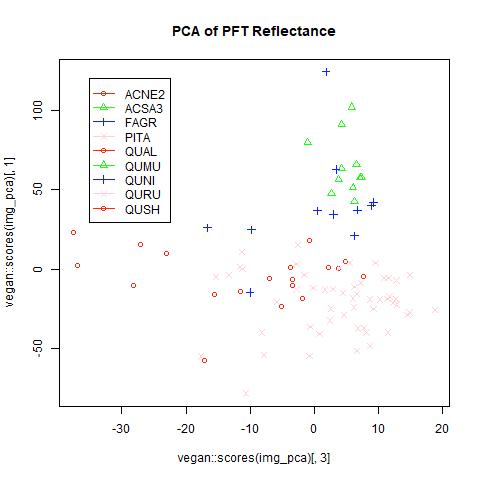 PCA of PFT Reflectance
ACNE2
ACSA3
FAGR
PITA
QUAL
QUMU
QUNI
QURU
QUSH
vegan::scores(img_pca)[, 1]
100
50
0
-50
-30
-20
-10
0
10
20
vegan::scores(img_pca)[, 3]